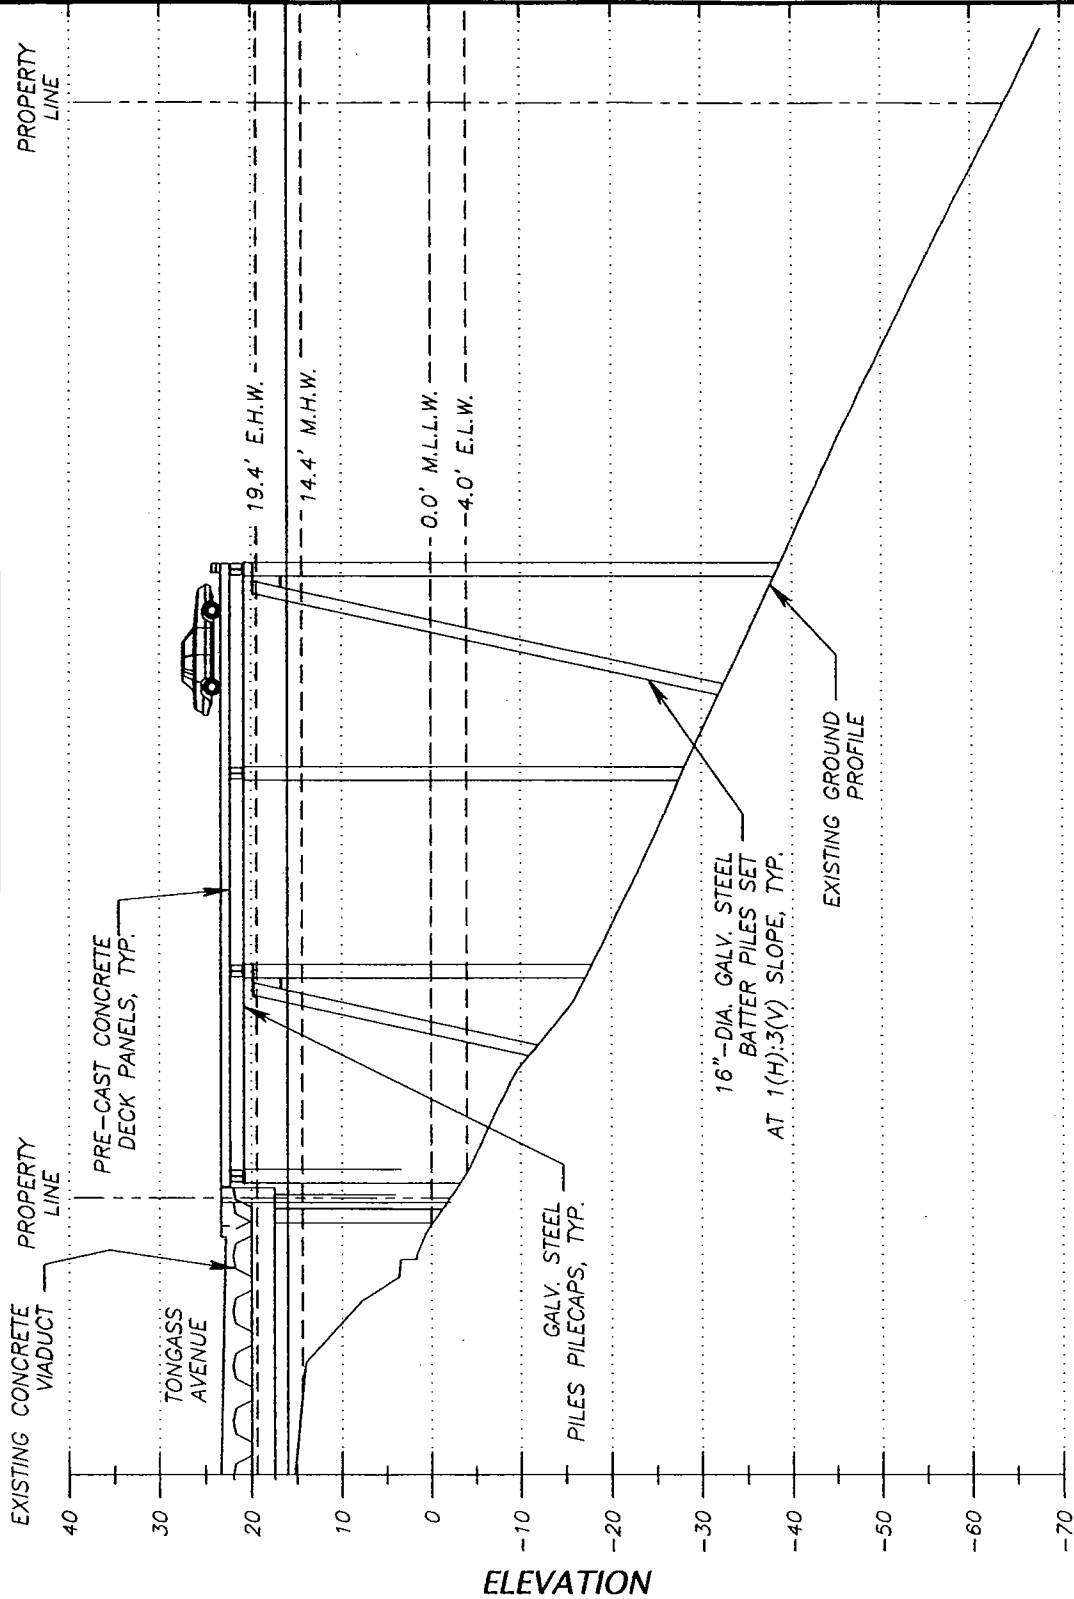 EXISTING CONCRETE
VIADUCT
PROPERTY
LINE
PRE-CAST CONCRETE
DECK PANELS, TYP.
PROPERTY
LINE
TONGASS
AVENUE
19.4' E.H.W.
14.4' M.H.W.
0.0' M.L.L.W.
-4.0' E.L.W.
GALV. STEEL
PILES PILECAPS, TYP.
16"-DIA. GALV. STEEL
BATTER PILES SET
AT 1(H):3(V) SLOPE, TYP.
EXISTING GROUND
PROFILE
40
30
20
10
0
-10
-20
-30
-40
-50
-60
-70
ELEVATION